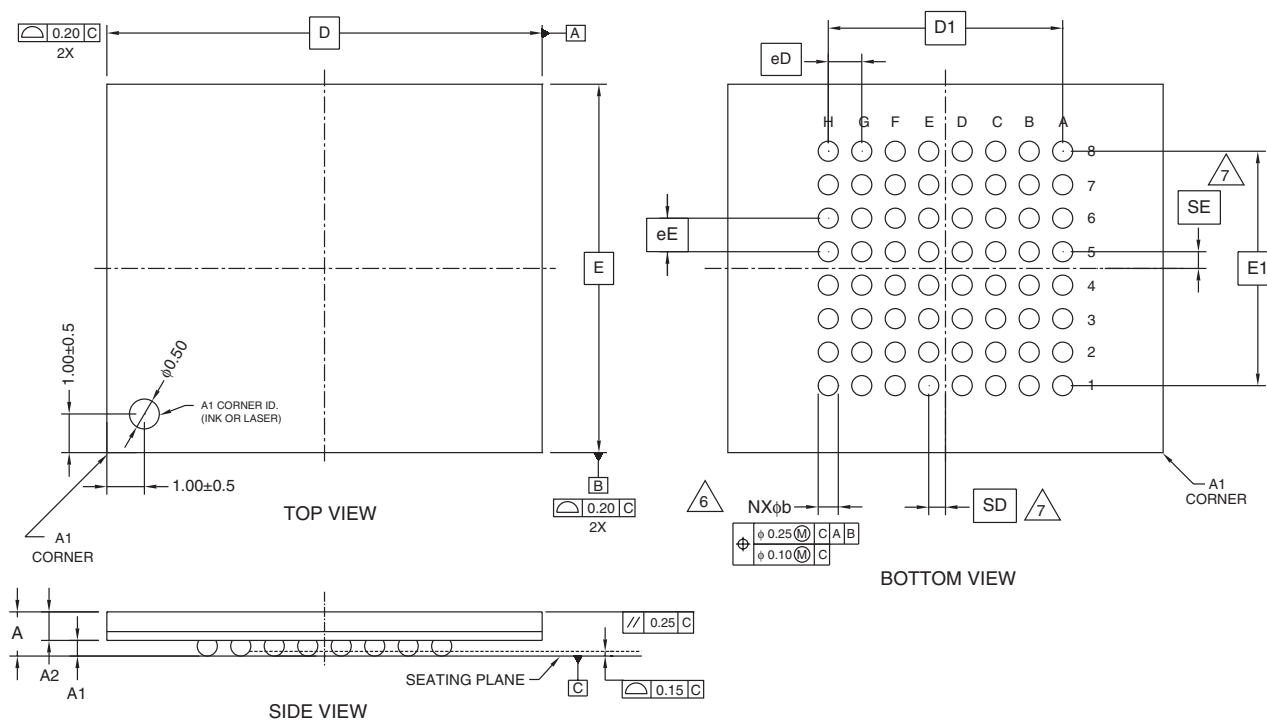 0.20 C
2X
D
A
E
1.00±0.5
φ0.50
A1 CORNER ID.
(INK OR LASER)
1.00±0.5
A1
CORNER
TOP VIEW
B
0.20 C
2X
D1
eD
H G F E D C B A
8
7
6
5
4
3
2
1
eE
7
SE
E1
6
NXφb
φ 0.25 M C A B
φ 0.10 M C
SD
7
A1
CORNER
BOTTOM VIEW
A
A2
A1
// 0.25 C
SEATING PLANE
C
0.15 C
SIDE VIEW